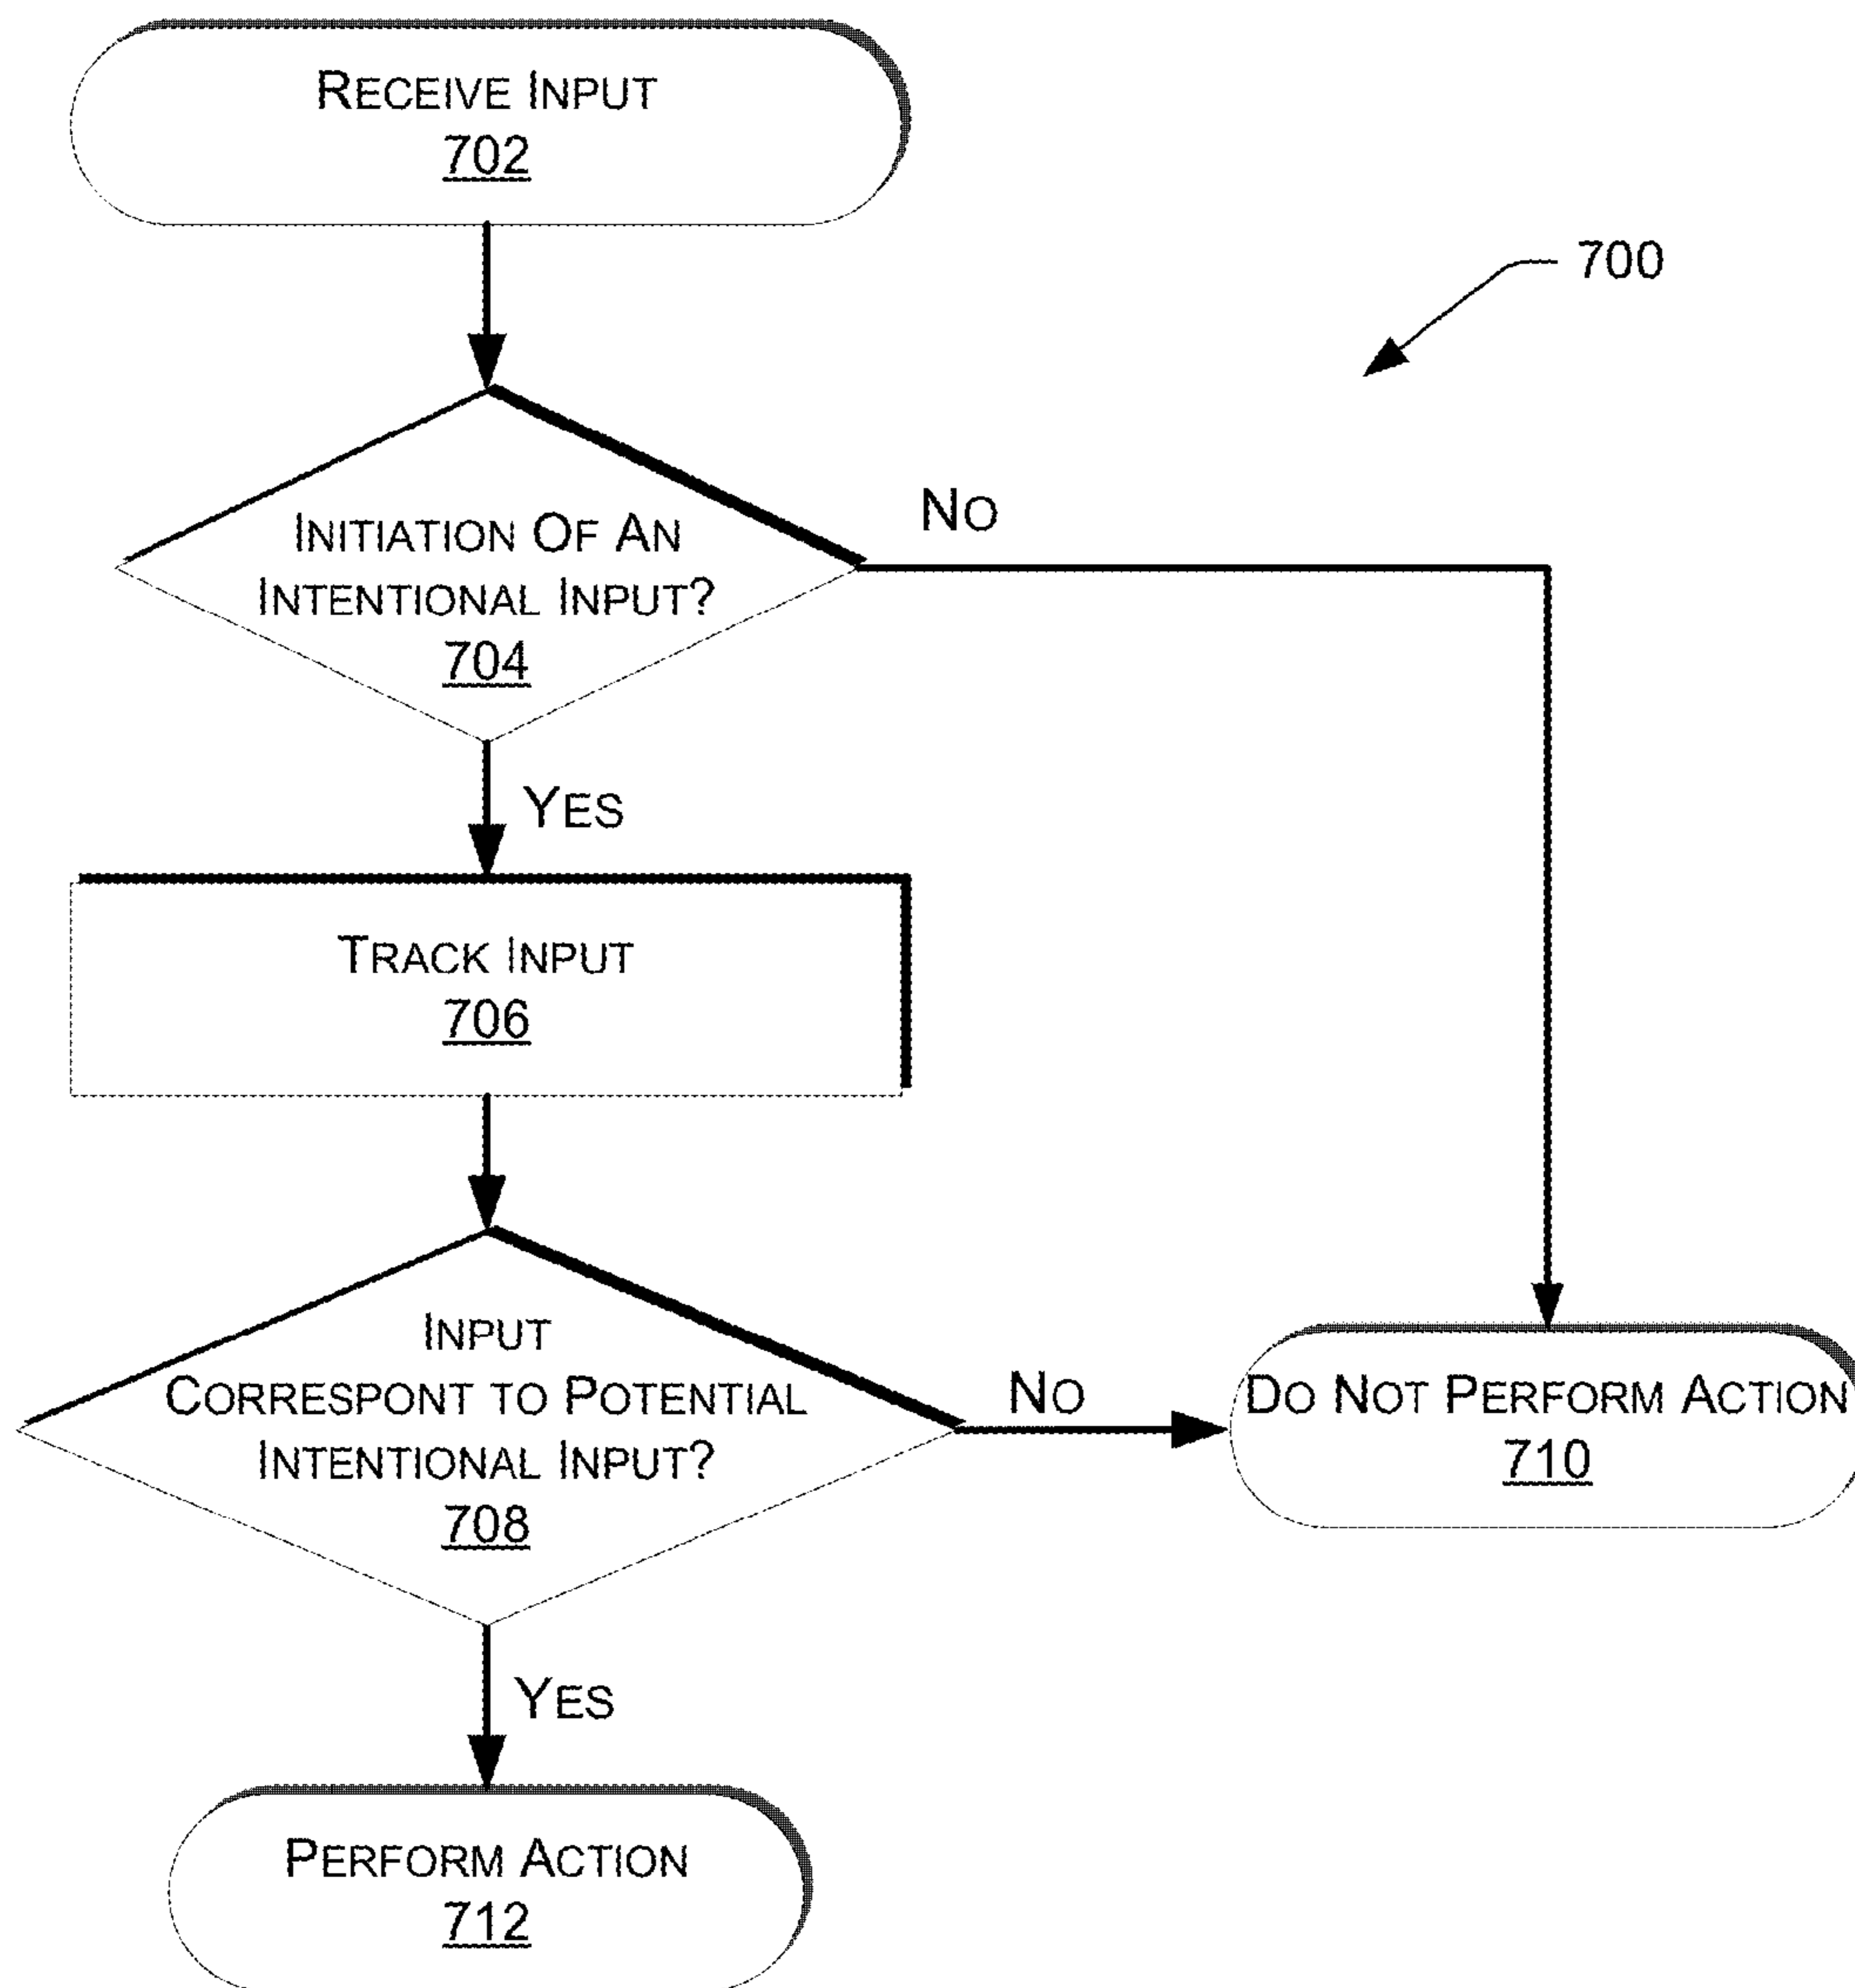 RECEIVE INPUT
702
700
INITIATION OF AN
INTENTIONAL INPUT?
704
NO
YES
TRACK INPUT
706
INPUT
CORRESPONT TO POTENTIAL
INTENTIONAL INPUT?
708
NO
DO NOT PERFORM ACTION
710
YES
PERFORM ACTION
712